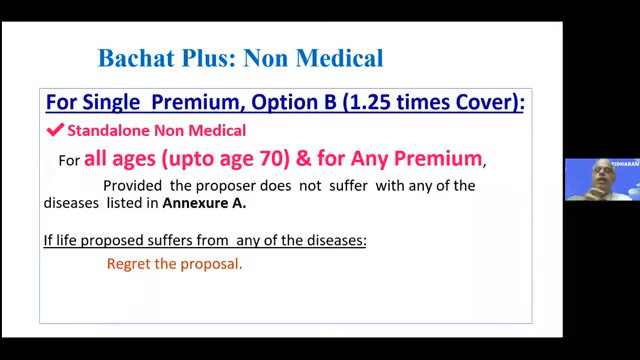 Bachat Plus: Non Medical
For Single Premium, Option B (1.25 times Cover):
✔ Standalone Non Medical
For all ages (upto age 70) & for Any Premium,
Provided the proposer does not suffer with any of the
diseases listed in Annexure A.
If life proposed suffers from any of the diseases:
Regret the proposal.
RIDHARAN